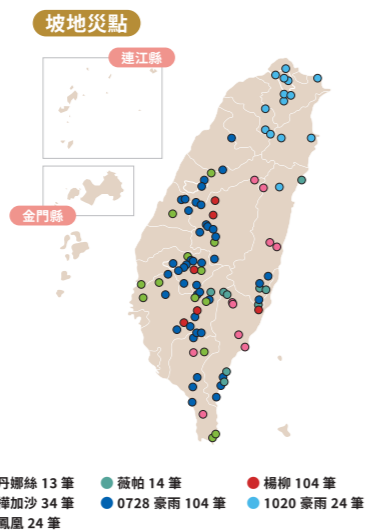 坡地災點
連江縣
金門縣
丹娜絲 13 筆
薇帕 14 筆
楊柳 104 筆
樺加沙 34 筆
0728 豪雨 104 筆
1020 豪雨 24 筆
鳳凰 24 筆